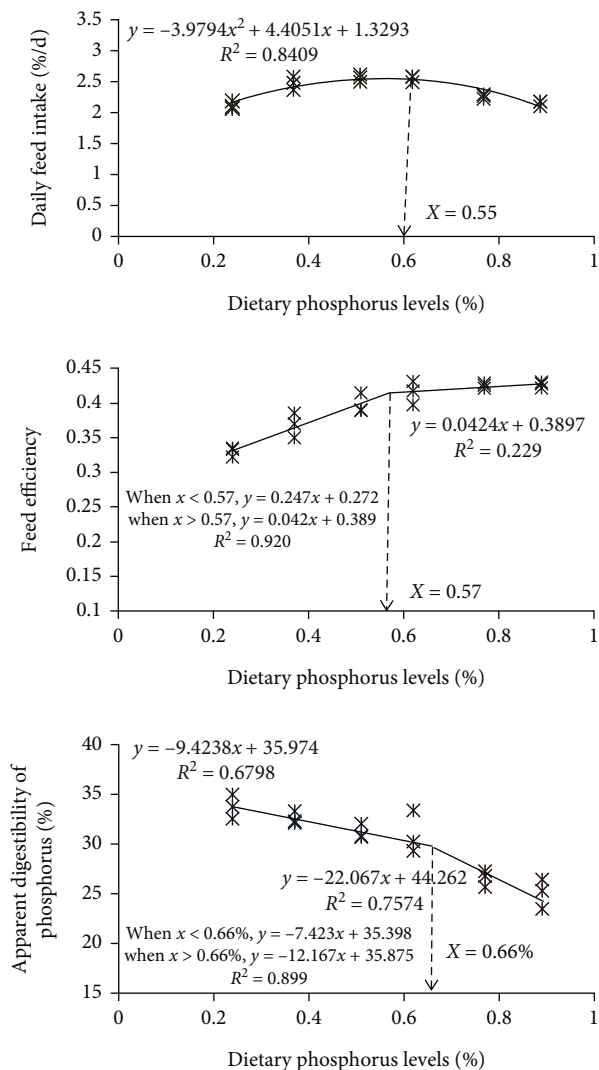 3.5
3
2.5
2
1.5
1
0.5
0
Daily feed intake (%/d)
y = –3.9794x² + 4.4051x + 1.3293
R² = 0.8409
X = 0.55
0 0.2 0.4 0.6 0.8 1
Dietary phosphorus levels (%)
0.45
0.4
0.35
0.3
0.25
0.2
0.15
0.1
Feed efficiency
y = 0.0424x + 0.3897
R² = 0.229
When x < 0.57, y = 0.247x + 0.272
when x > 0.57, y = 0.042x + 0.389
R² = 0.920
X = 0.57
0 0.2 0.4 0.6 0.8 1
Dietary phosphorus levels (%)
40
35
30
25
20
15
Apparent digestibility of
phosphorus (%)
y = –9.4238x + 35.974
R² = 0.6798
y = –22.067x + 44.262
R² = 0.7574
When x < 0.66%, y = –7.423x + 35.398
when x > 0.66%, y = –12.167x + 35.875
R² = 0.899
X = 0.66%
0 0.2 0.4 0.6 0.8 1
Dietary phosphorus levels (%)